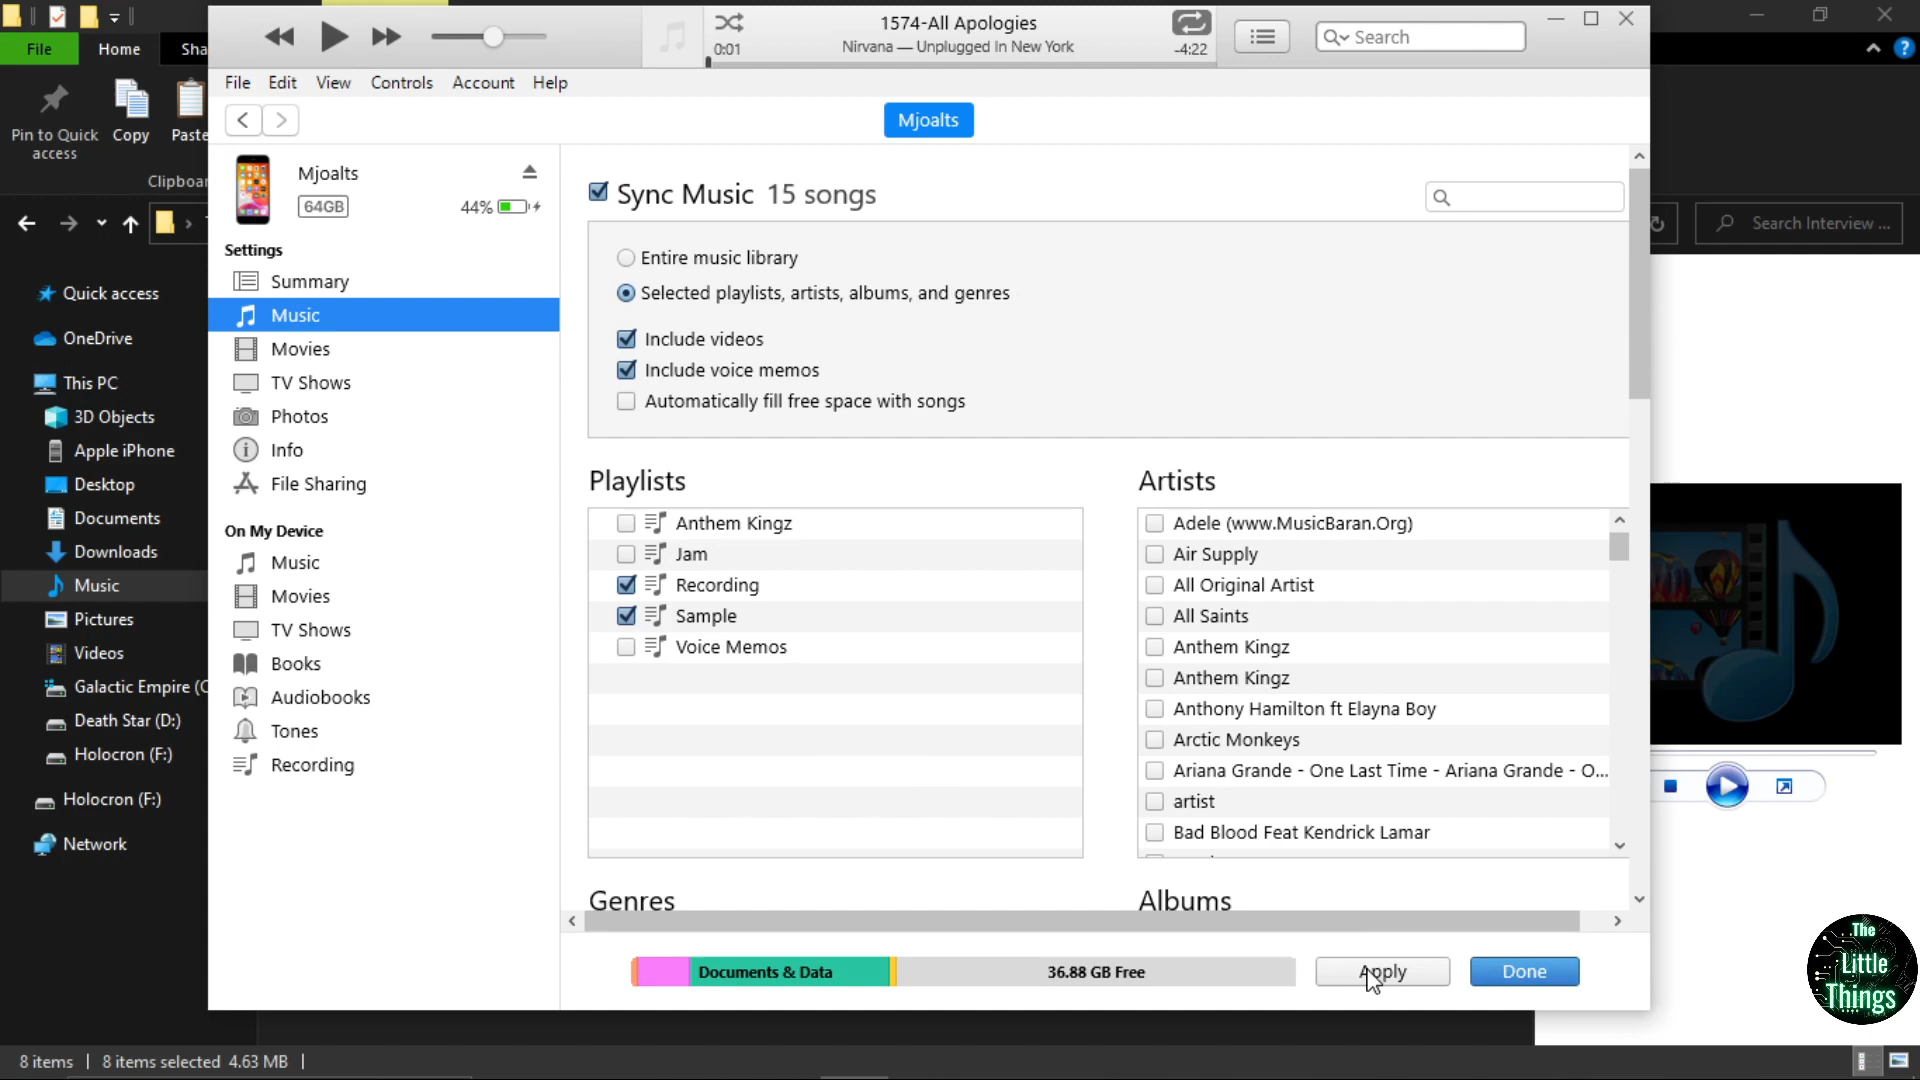 File
Home
Sha
Pin to Quick
access
Copy
Paste
Clipboar
1574-All Apologies
Nirvana — Unplugged In New York
0:01
-4:22
Search
File
Edit
View
Controls
Account
Help
Mjoalts
Mjoalts
64GB
44%
Settings
Summary
Music
Movies
TV Shows
Photos
Info
File Sharing
On My Device
Music
Movies
TV Shows
Books
Audiobooks
Tones
Recording
Quick access
OneDrive
This PC
3D Objects
Apple iPhone
Desktop
Documents
Downloads
Music
Pictures
Videos
Galactic Empire (C
Death Star (D:)
Holocron (F:)
Holocron (F:)
Network
Sync Music 15 songs
Entire music library
Selected playlists, artists, albums, and genres
Include videos
Include voice memos
Automatically fill free space with songs
Playlists
Anthem Kingz
Jam
Recording
Sample
Voice Memos
Artists
Adele (www.MusicBaran.Org)
Air Supply
All Original Artist
All Saints
Anthem Kingz
Anthem Kingz
Anthony Hamilton ft Elayna Boy
Arctic Monkeys
Ariana Grande - One Last Time - Ariana Grande - O...
artist
Bad Blood Feat Kendrick Lamar
Genres
Albums
Documents & Data
36.88 GB Free
Apply
Done
Search Interview ...
The
Little
Things
8 items
8 items selected 4.63 MB